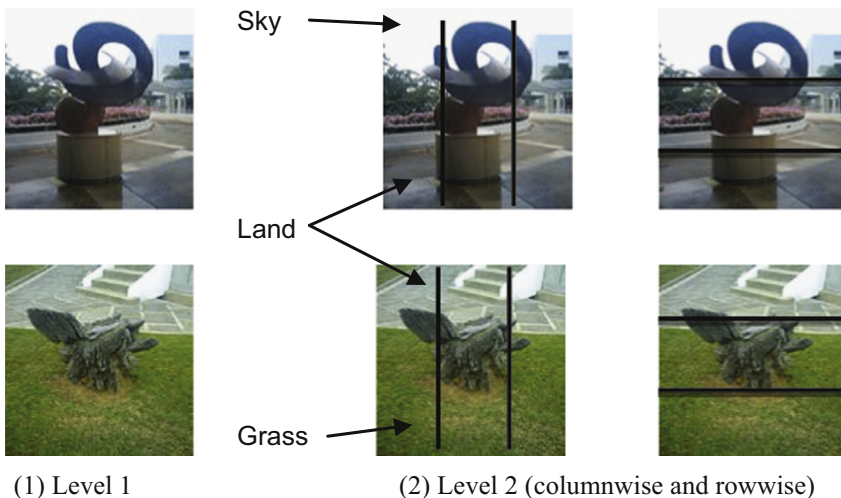 Sky
Land
Grass
(1) Level 1
(2) Level 2 (columnwise and rowwise)